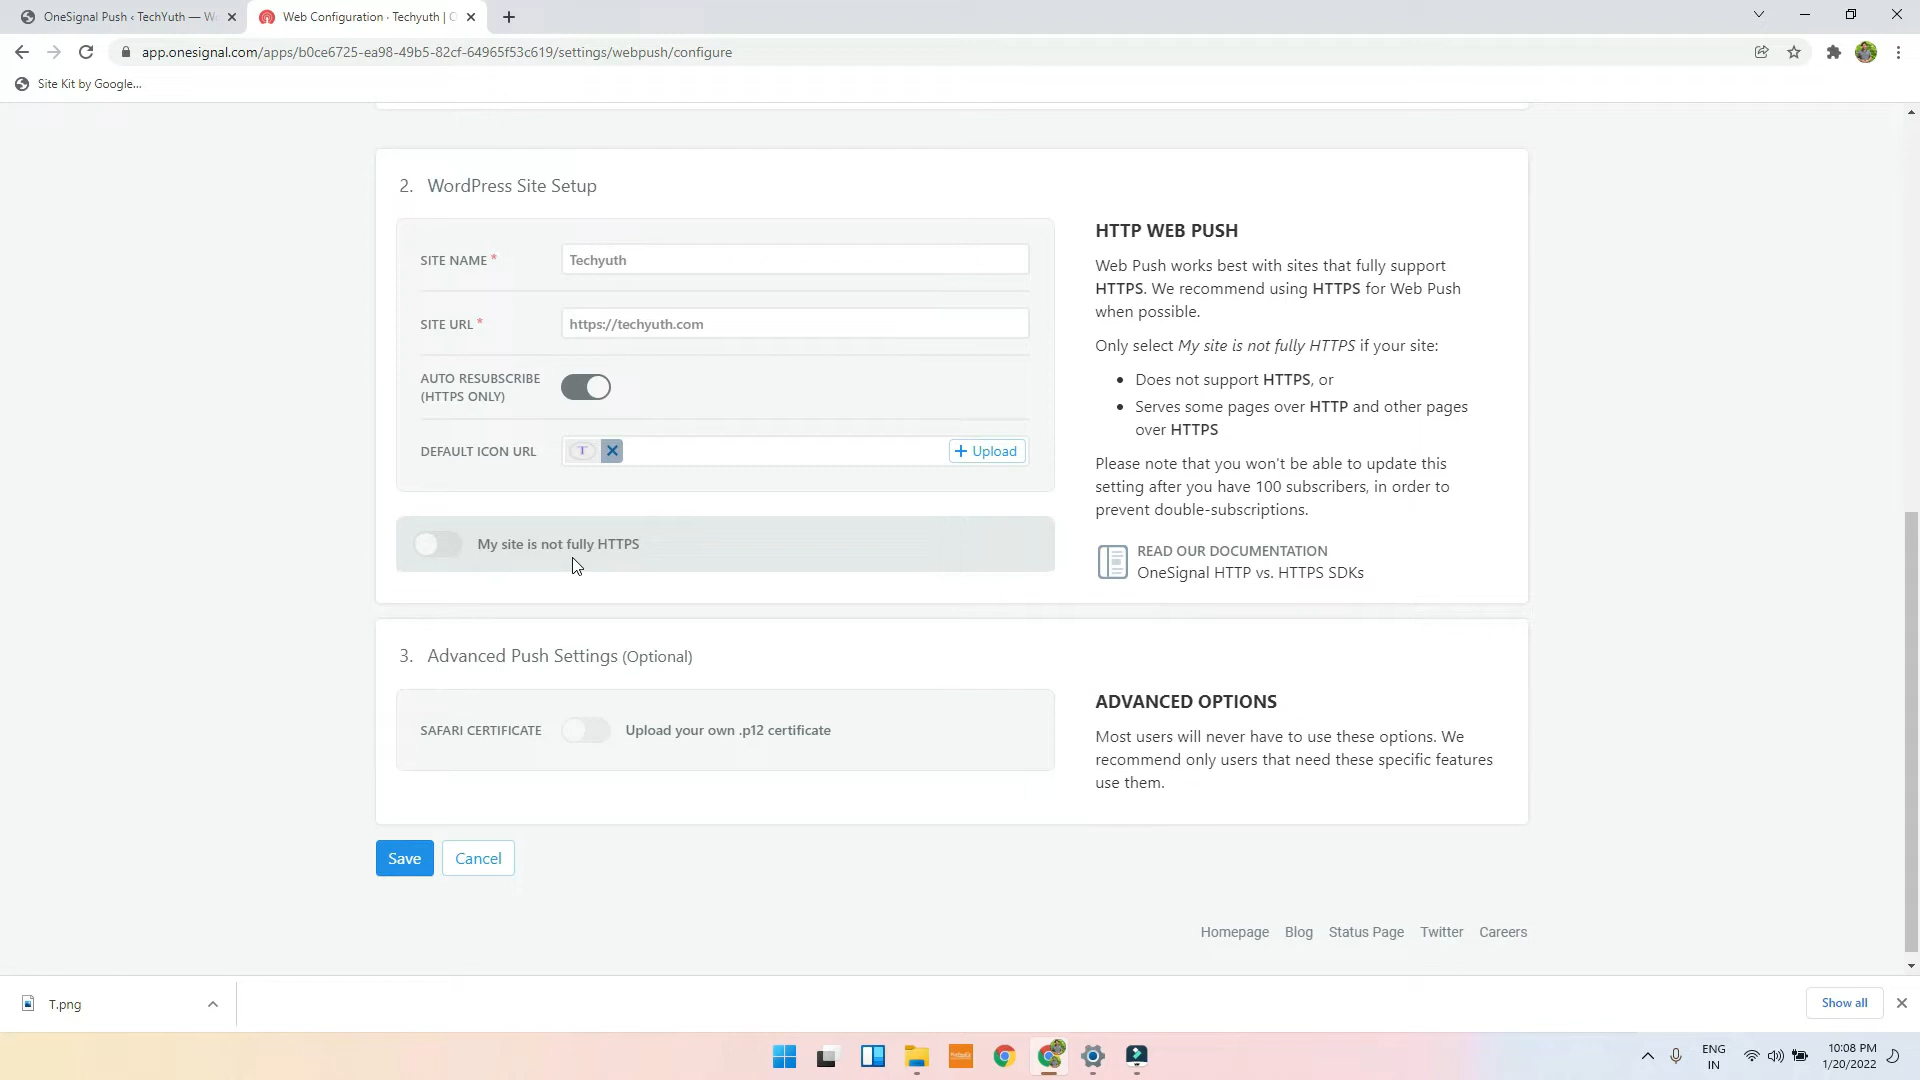 OneSignal Push ‹ TechYuth — W
Web Configuration · Techyuth |
app.onesignal.com/apps/b0ce6725-ea98-49b5-82cf-64965f53c619/settings/webpush/configure
Site Kit by Google...
2. WordPress Site Setup
SITE NAME *
Techyuth
SITE URL *
https://techyuth.com
AUTO RESUBSCRIBE
(HTTPS ONLY)
DEFAULT ICON URL
T
+ Upload
My site is not fully HTTPS
HTTP WEB PUSH
Web Push works best with sites that fully support
HTTPS. We recommend using HTTPS for Web Push
when possible.
Only select My site is not fully HTTPS if your site:
• Does not support HTTPS, or
• Serves some pages over HTTP and other pages
over HTTPS
Please note that you won't be able to update this
setting after you have 100 subscribers, in order to
prevent double-subscriptions.
READ OUR DOCUMENTATION
OneSignal HTTP vs. HTTPS SDKs
3. Advanced Push Settings (Optional)
SAFARI CERTIFICATE
Upload your own .p12 certificate
ADVANCED OPTIONS
Most users will never have to use these options. We
recommend only users that need these specific features
use them.
Save
Cancel
Homepage
Blog
Status Page
Twitter
Careers
T.png
Show all
ENG
IN
10:08 PM
1/20/2022